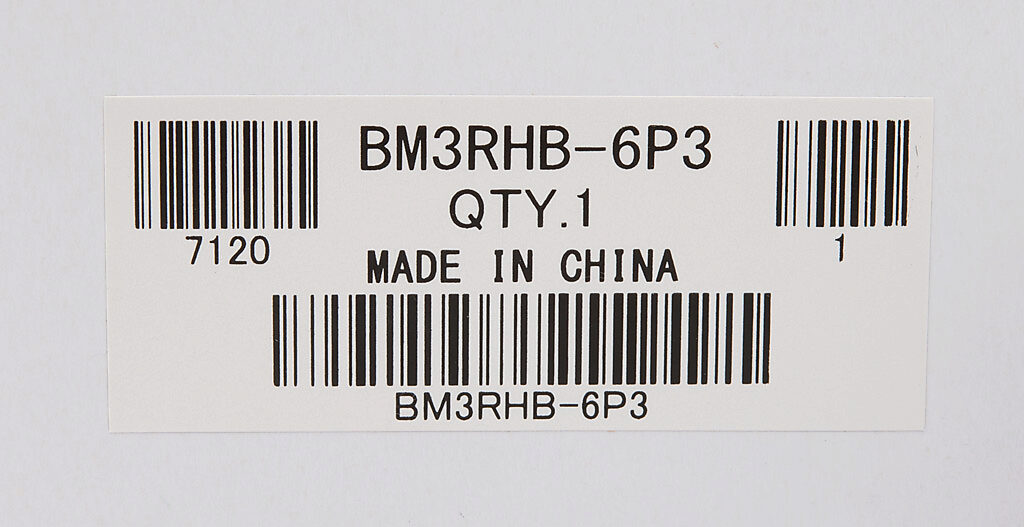 BM3RHB-6P3
QTY.1
7120
1
MADE IN CHINA
BM3RHB-6P3